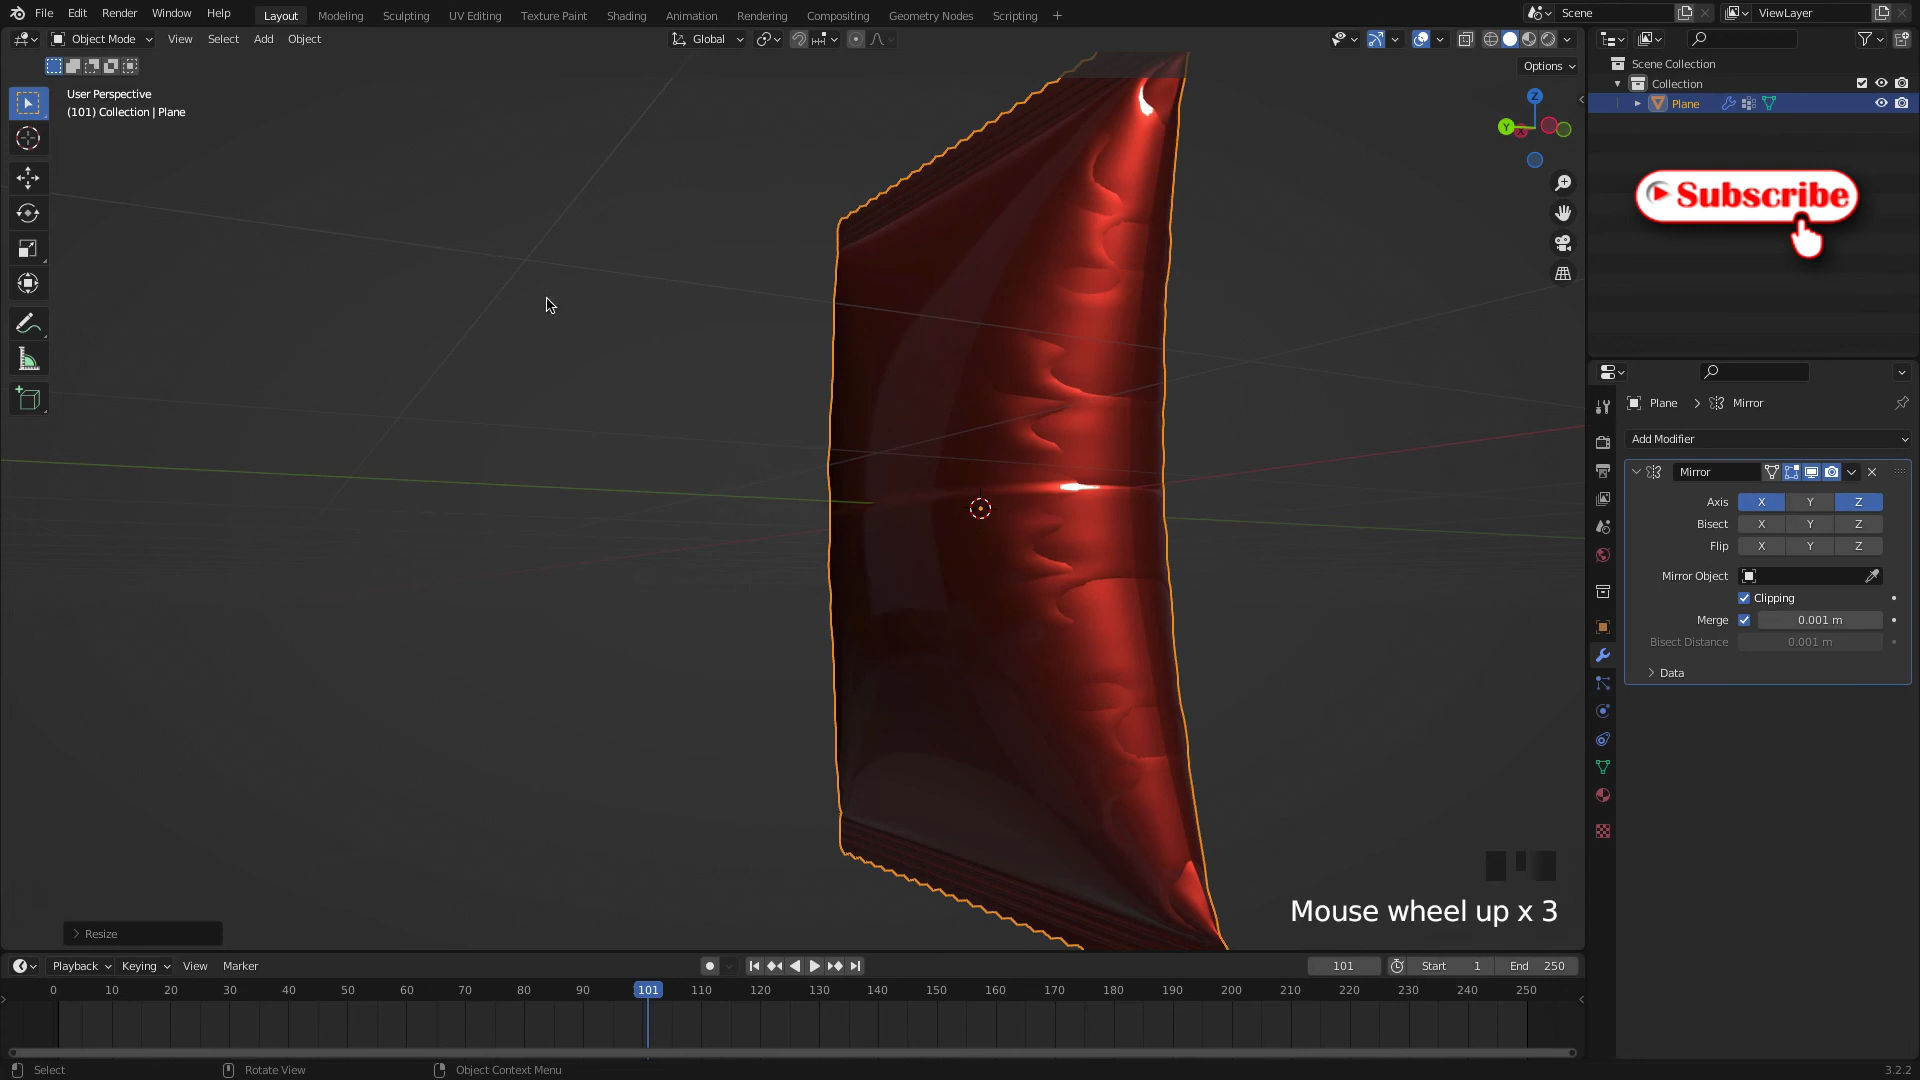 File Edit Render Window Help Layout Modeling Sculpting UV Editing Texture Paint Shading Animation Rendering Compositing Geometry Nodes Scripting + Scene ViewLayer
Object Mode View Select Add Object Global
Options
User Perspective
(101) Collection | Plane
Z
Y
X
Scene Collection
Collection
Plane
Subscribe
Plane > Mirror
Add Modifier
Mirror
Axis X Y Z
Bisect X Y Z
Flip X Y Z
Mirror Object
Clipping
Merge 0.001 m
Bisect Distance 0.001 m
Data
Mouse wheel up x 3
Resize
Playback Keying View Marker 101 Start 1 End 250
0 10 20 30 40 50 60 70 80 90 101 110 120 130 140 150 160 170 180 190 200 210 220 230 240 250
Select Rotate View Object Context Menu 3.2.2